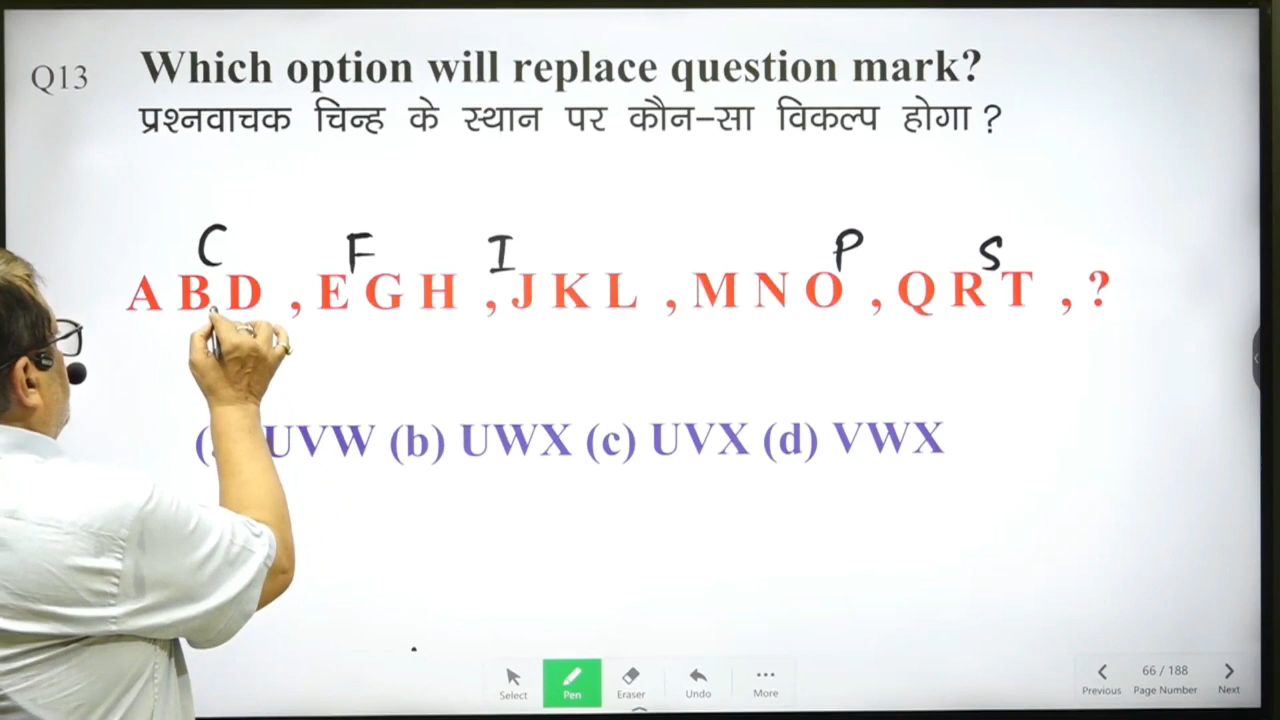 Q13 Which option will replace question mark?
प्रश्नवाचक चिन्ह के स्थान पर कौन-सा विकल्प होगा ?
C F I P S
A B D , E G H , J K L , M N O , Q R T , ?
( UVW (b) UWX (c) UVX (d) VWX
Select Pen Eraser Undo More
Previous 66 / 188 Page Number Next